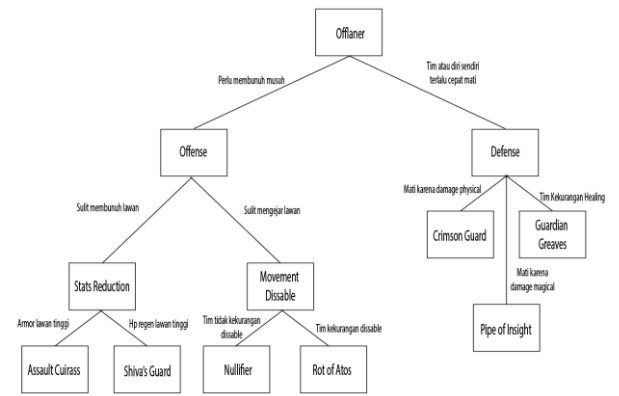 Offlaner
Perlu membunuh musuh
Tim atau diri sendiri
terlalu cepat mati
Offense
Defense
Sulit membunuh lawan
Sulit mengejar lawan
Mati karena damage physical
Tim Kekurangan Healing
Crimson Guard
Guardian
Greaves
Mati karena
damage magical
Stats Reduction
Movement
Dissable
Pipe of Insight
Armor lawan tinggi
Hp regen lawan tinggi
Tim tidak kekurangan
dissable
Tim kekurangan dissable
Assault Cuirass
Shiva's Guard
Nullifier
Rot of Atos